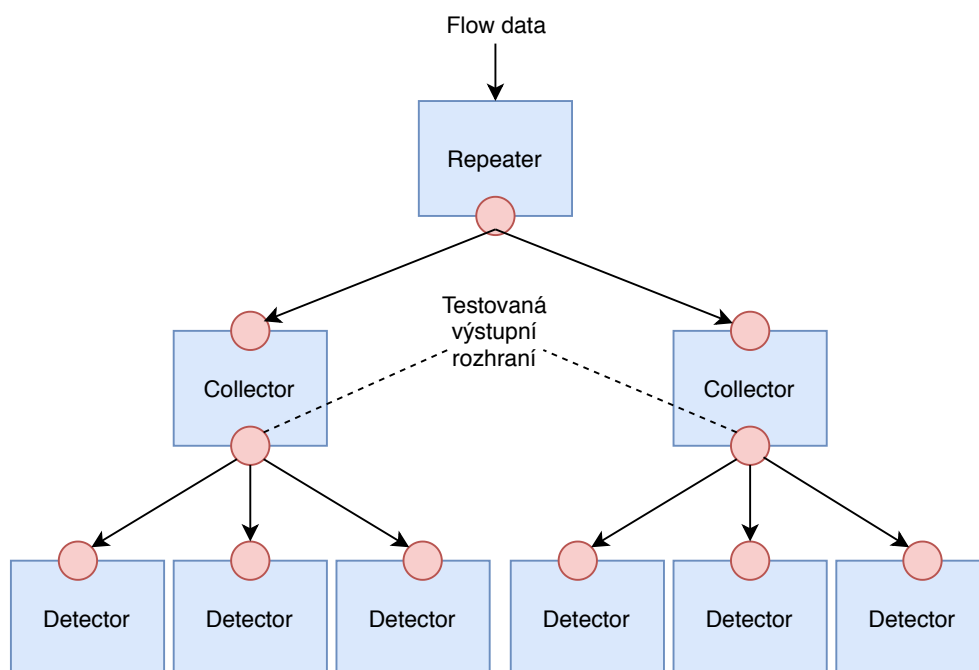 Flow data
Repeater
Testovaná
výstupní
rozhraní
Collector
Collector
Detector
Detector
Detector
Detector
Detector
Detector